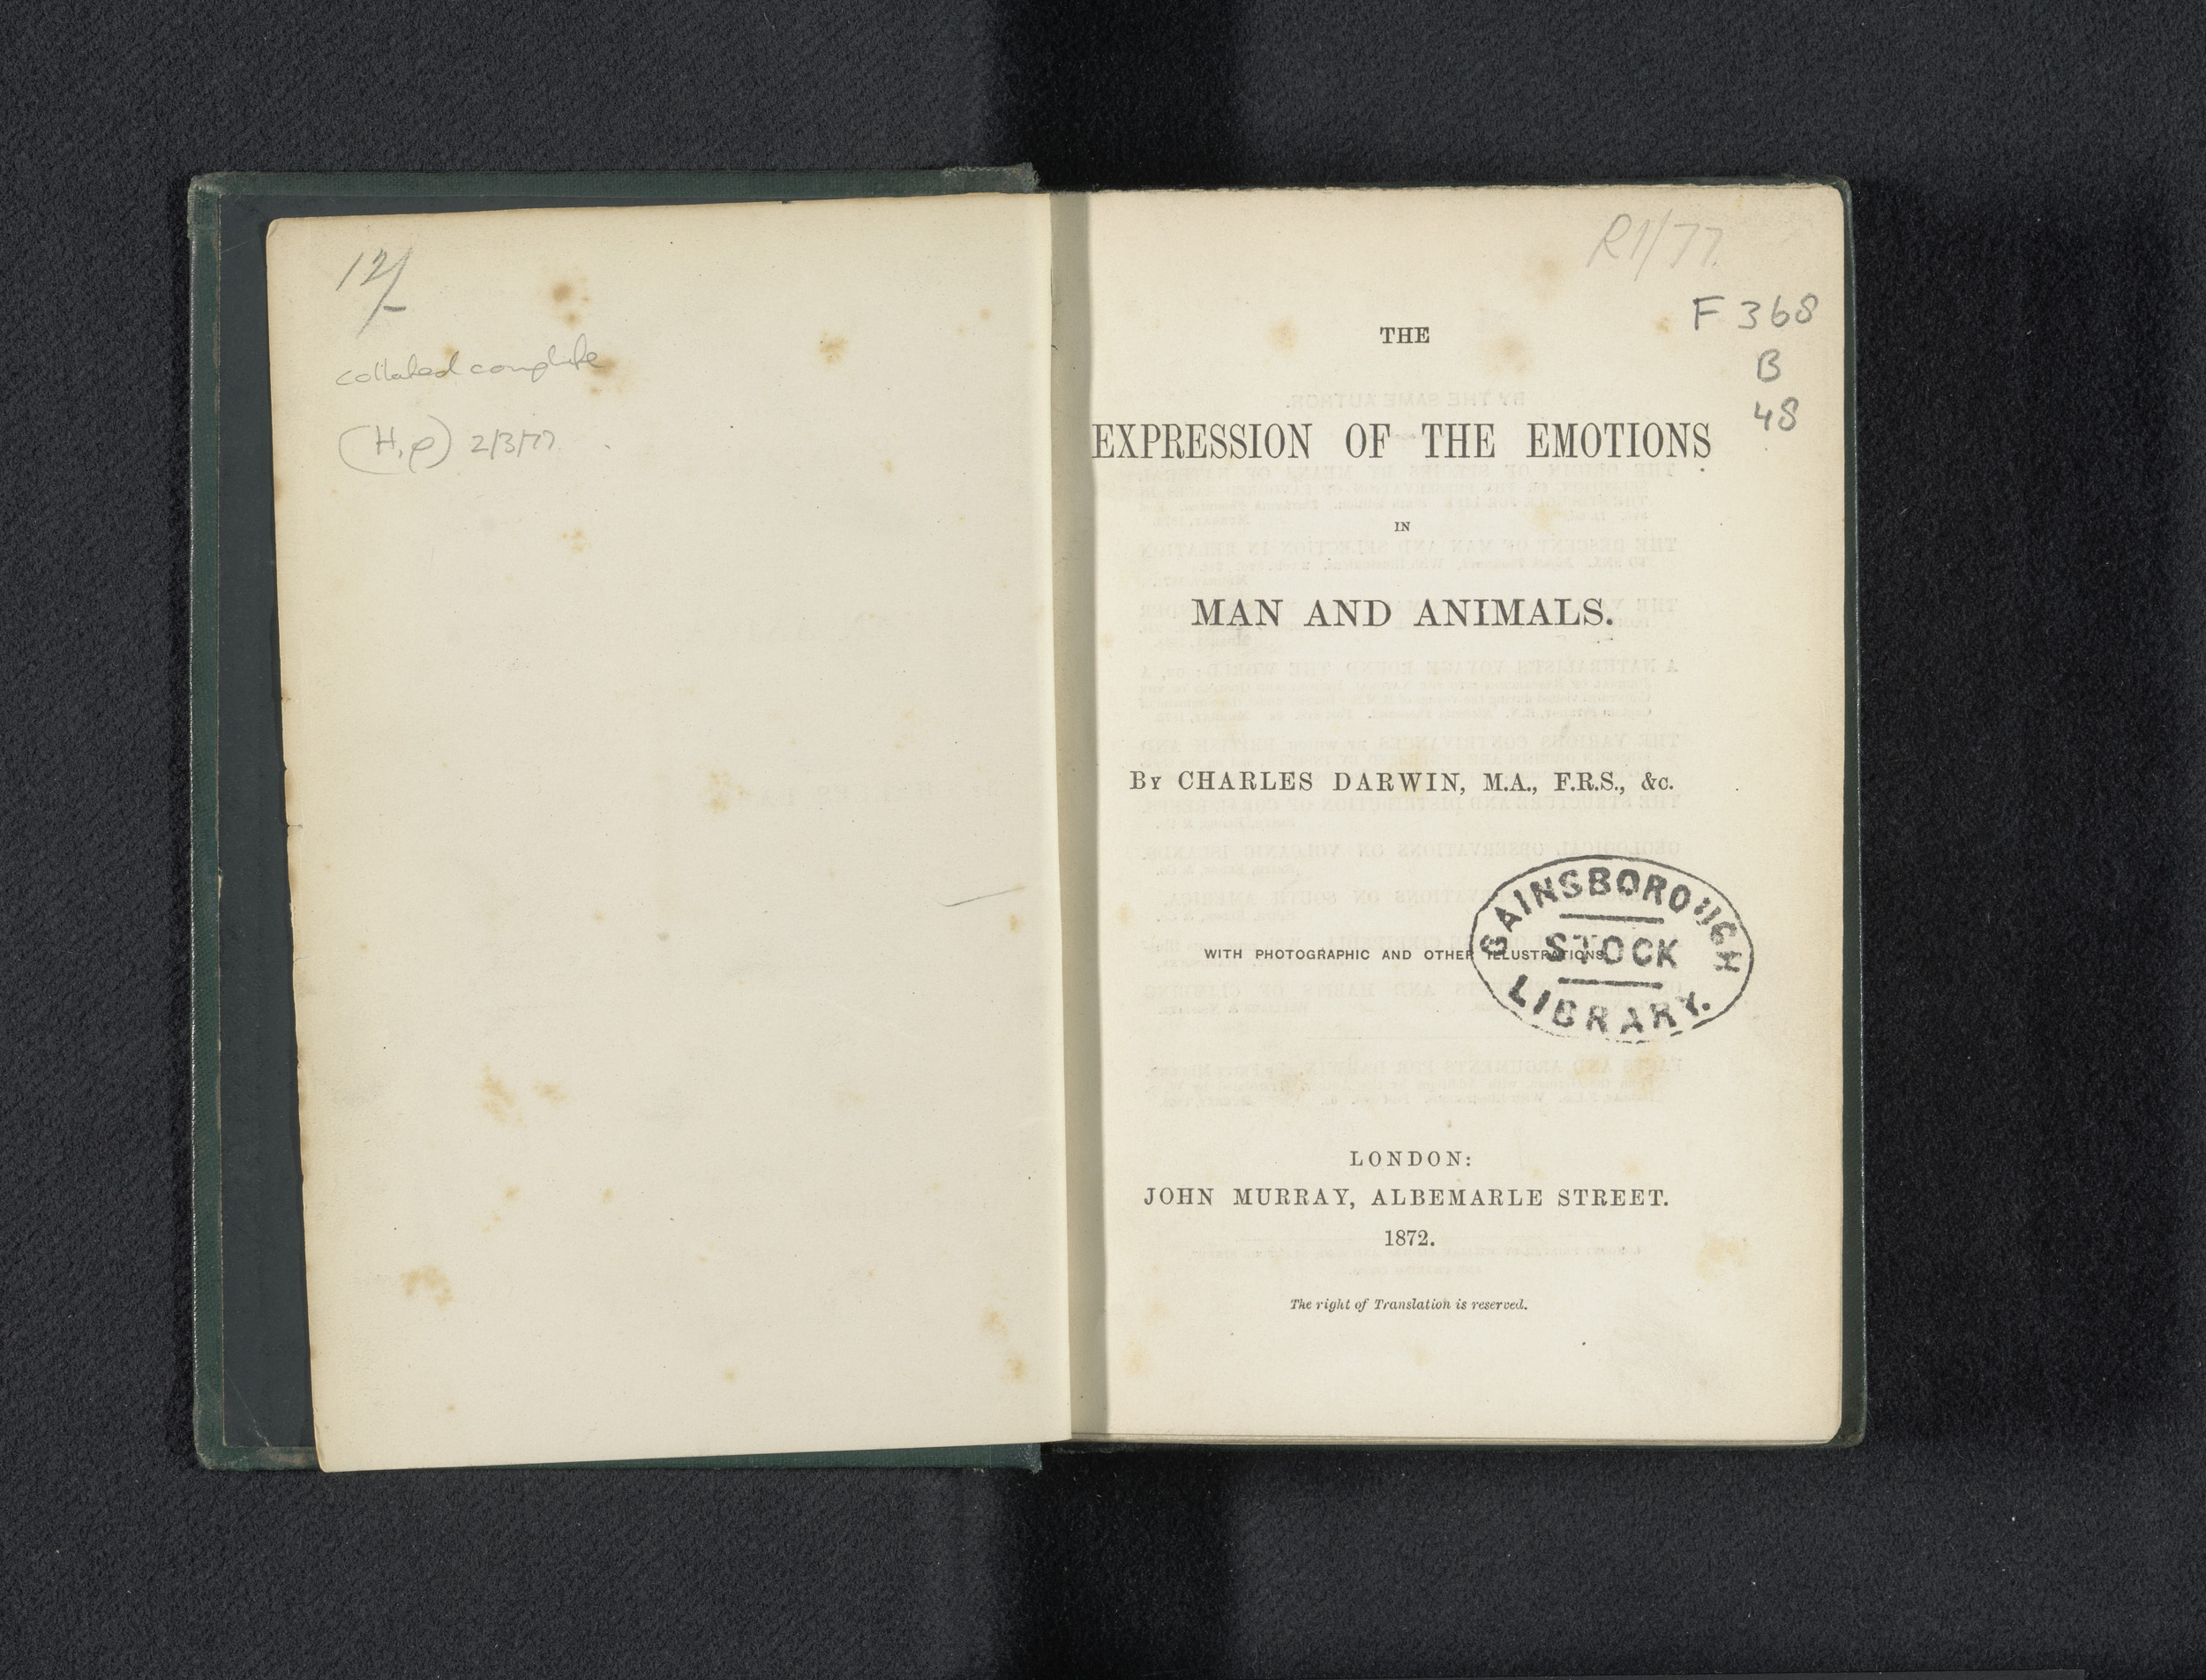 12/-
collated complete
(H,P) 2/3/77
R1/77.
F 368
B
48
THE
EXPRESSION OF THE EMOTIONS
IN
MAN AND ANIMALS.
BY CHARLES DARWIN, M.A., F.R.S., &c.
WITH PHOTOGRAPHIC AND OTHER ILLUSTRATIONS.
GAINSBOROUGH
STOCK
LIBRARY.
LONDON:
JOHN MURRAY, ALBEMARLE STREET.
1872.
The right of Translation is reserved.